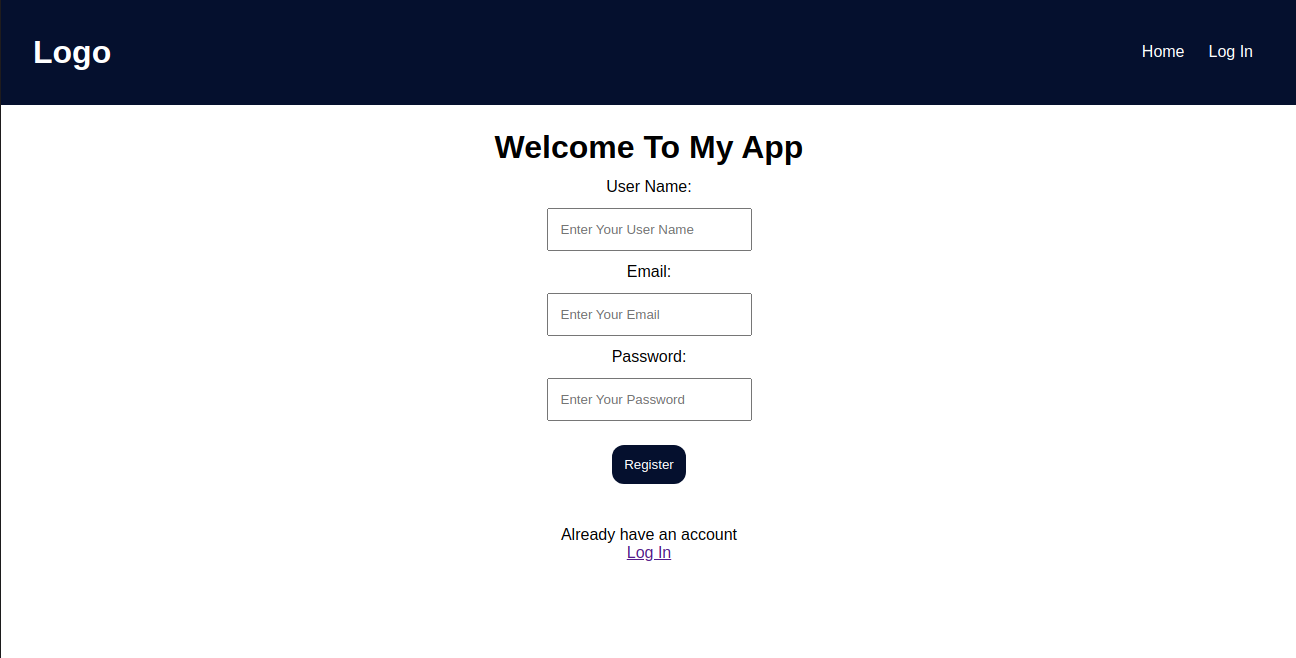 Logo
Home Log In
Welcome To My App
User Name:
Enter Your User Name
Email:
Enter Your Email
Password:
Enter Your Password
Register
Already have an account
Log In